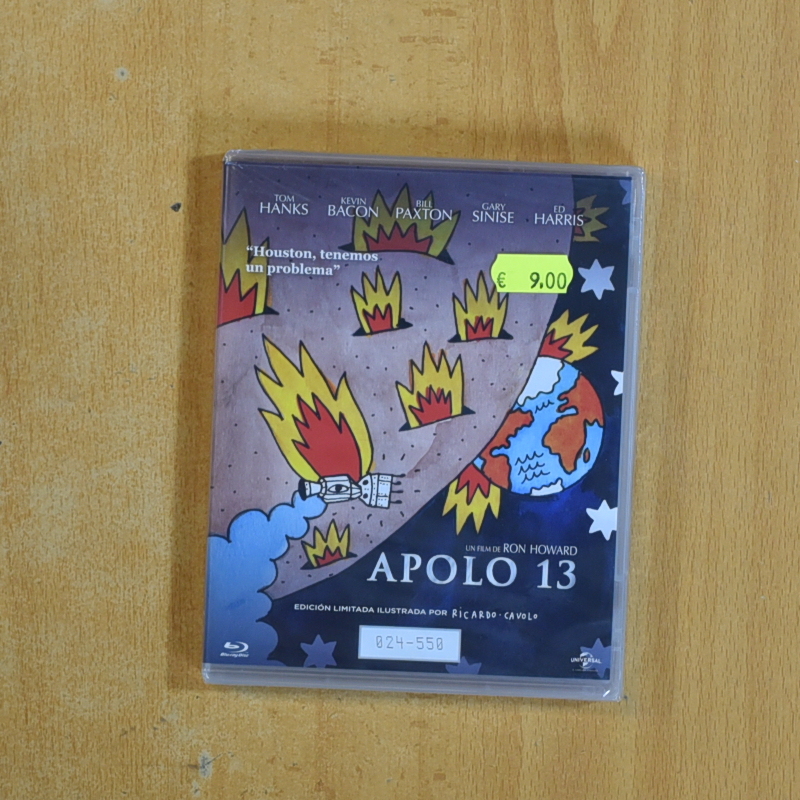 TOM HANKS KEVIN BACON BILL PAXTON GARY SINISE ED HARRIS
“Houston, tenemos
un problema”
€ 9.00
UN FILM DE RON HOWARD
APOLO 13
EDICIÓN LIMITADA ILUSTRADA POR RICARDO·CAVOLO
024-550
Blu-ray Disc
UNIVERSAL